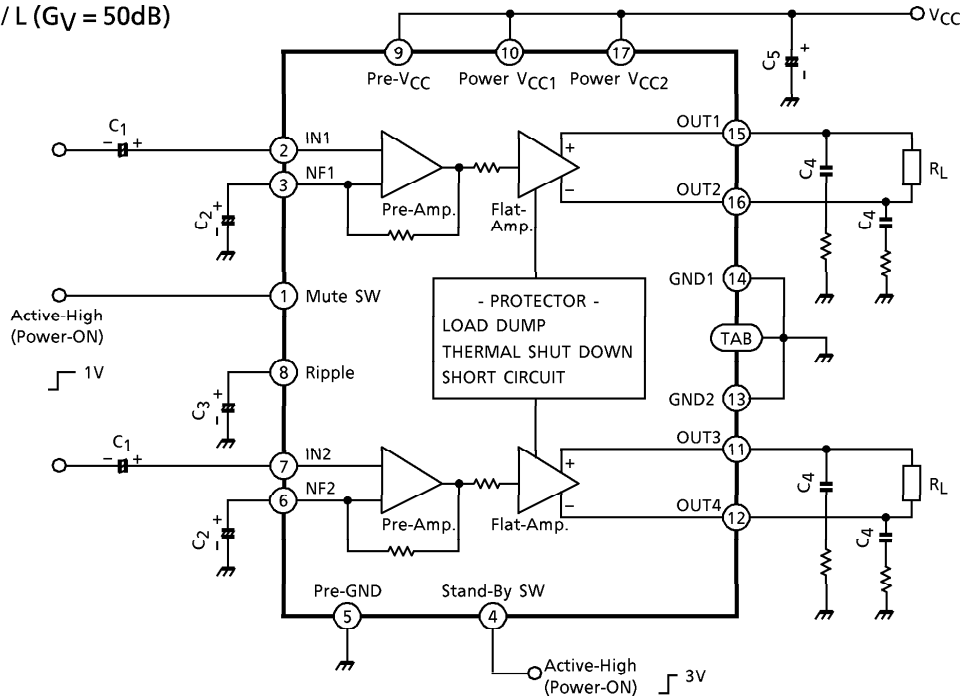 / L (GV = 50dB)
VCC
9
10
17
Pre-VCC
Power VCC1
Power VCC2
C5
+
-
C1
- +
2
IN1
3
NF1
C2
+
-
Pre-Amp.
Flat-
Amp.
+
-
OUT1
15
OUT2
16
C4
C4
RL
1
Mute SW
Active-High
(Power-ON)
1V
- PROTECTOR -
LOAD DUMP
THERMAL SHUT DOWN
SHORT CIRCUIT
GND1
14
TAB
GND2
13
8
Ripple
C3
+
-
C1
- +
7
IN2
6
NF2
C2
+
-
Pre-Amp.
Flat-Amp.
+
-
OUT3
11
OUT4
12
C4
C4
RL
Pre-GND
5
Stand-By SW
4
Active-High
(Power-ON)
3V